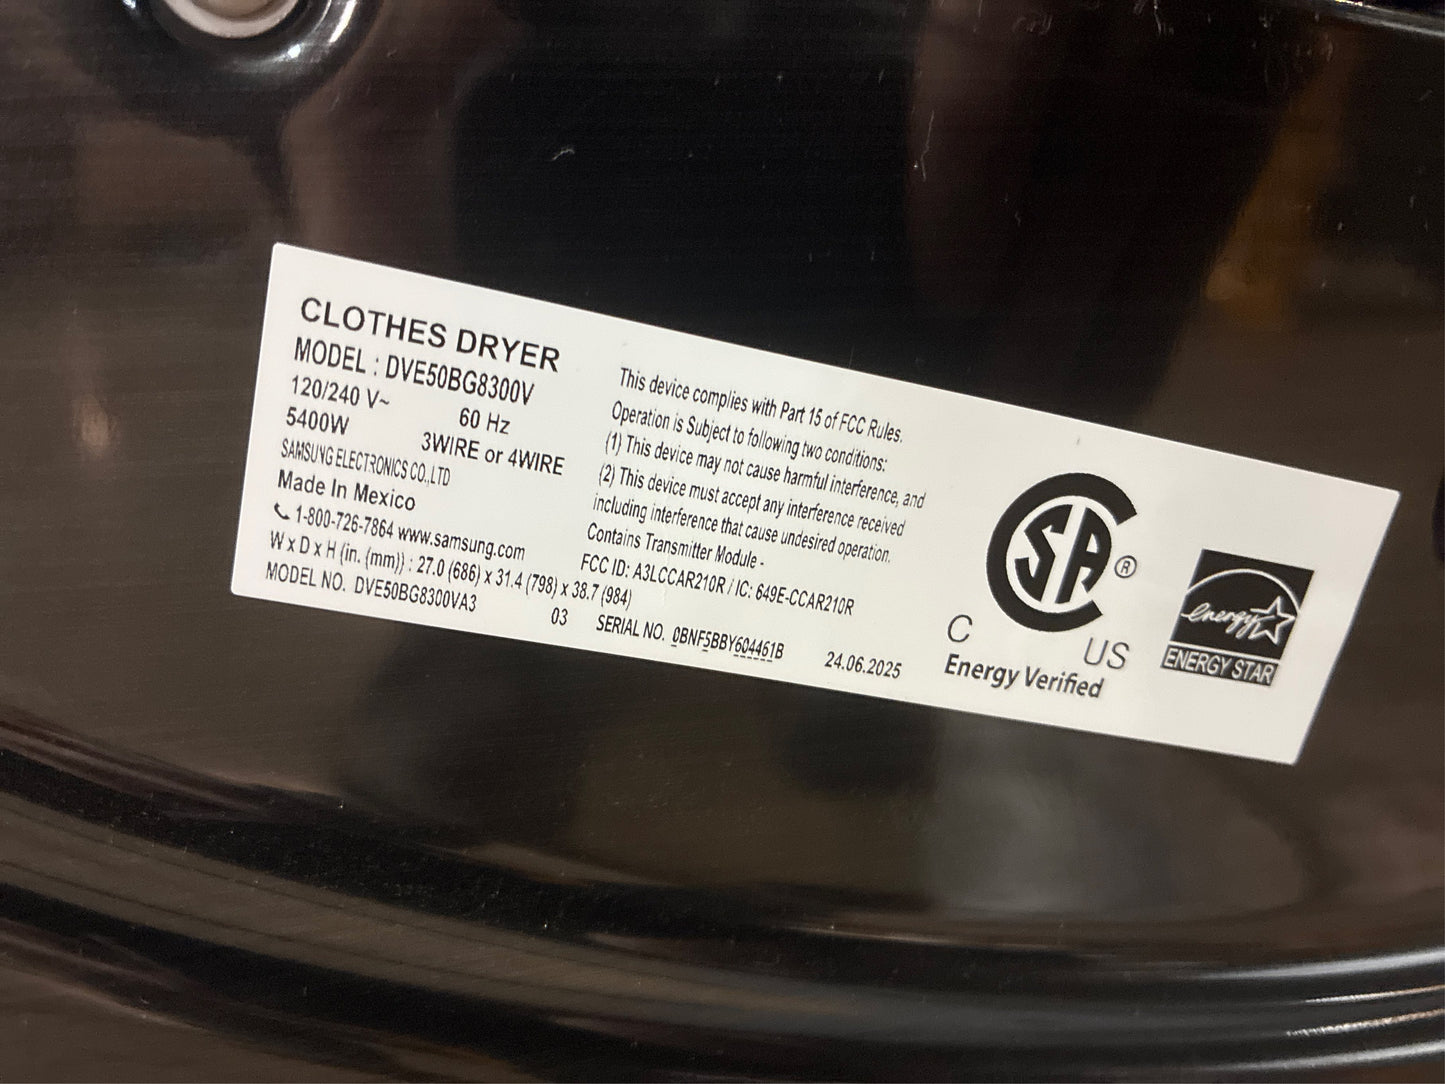 CLOTHES DRYER
MODEL : DVE50BG8300V
120/240 V~ 60 Hz
5400W 3WIRE or 4WIRE
SAMSUNG ELECTRONICS CO.,LTD
Made In Mexico
1-800-726-7864 www.samsung.com
W x D x H (in. (mm)) : 27.0 (686) x 31.4 (798) x 38.7 (984)
MODEL NO. DVE50BG8300VA3 03 SERIAL NO. 0BNF5BBY604461B 24.06.2025
This device complies with Part 15 of FCC Rules.
Operation is Subject to following two conditions:
(1) This device may not cause harmful interference, and
(2) This device must accept any interference received
including interference that cause undesired operation.
Contains Transmitter Module -
FCC ID: A3LCCAR210R / IC: 649E-CCAR210R
CSA ®
C US
Energy Verified
energy
ENERGY STAR